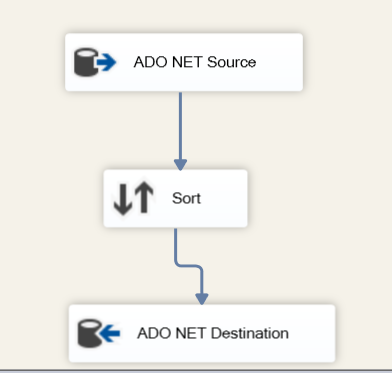 ADO NET Source
Sort
ADO NET Destination